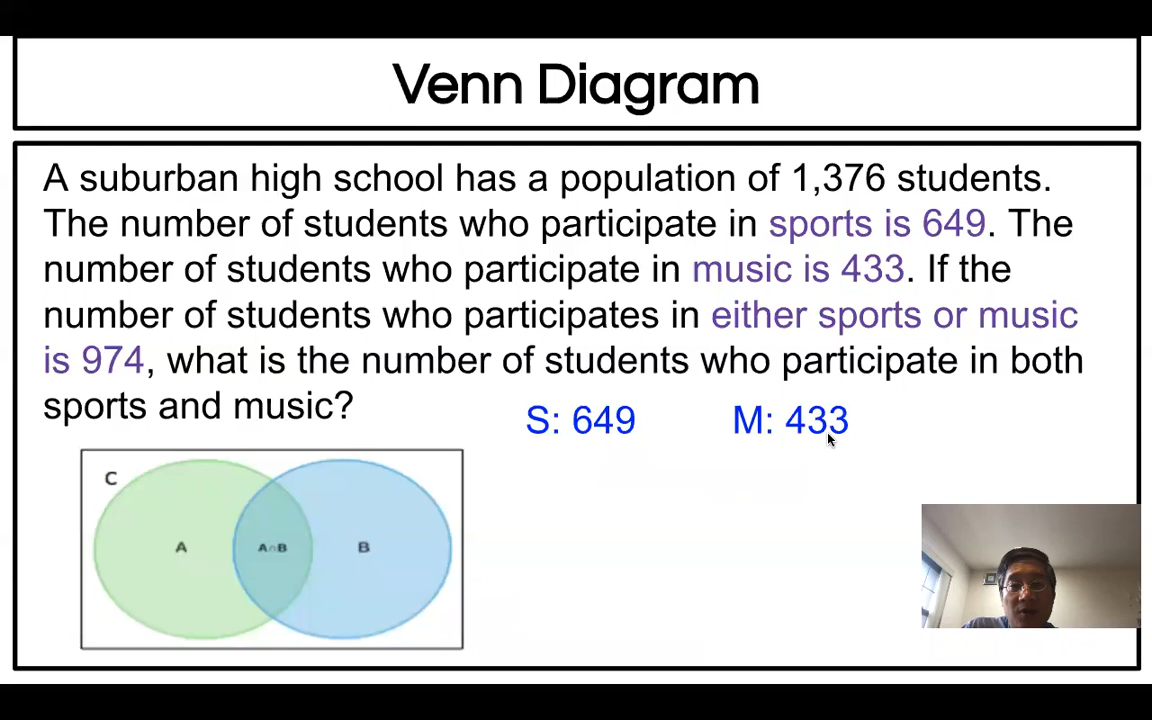 Venn Diagram
A suburban high school has a population of 1,376 students.
The number of students who participate in sports is 649. The
number of students who participate in music is 433. If the
number of students who participates in either sports or music
is 974, what is the number of students who participate in both
sports and music?
S: 649 M: 433
C
A A∩B B